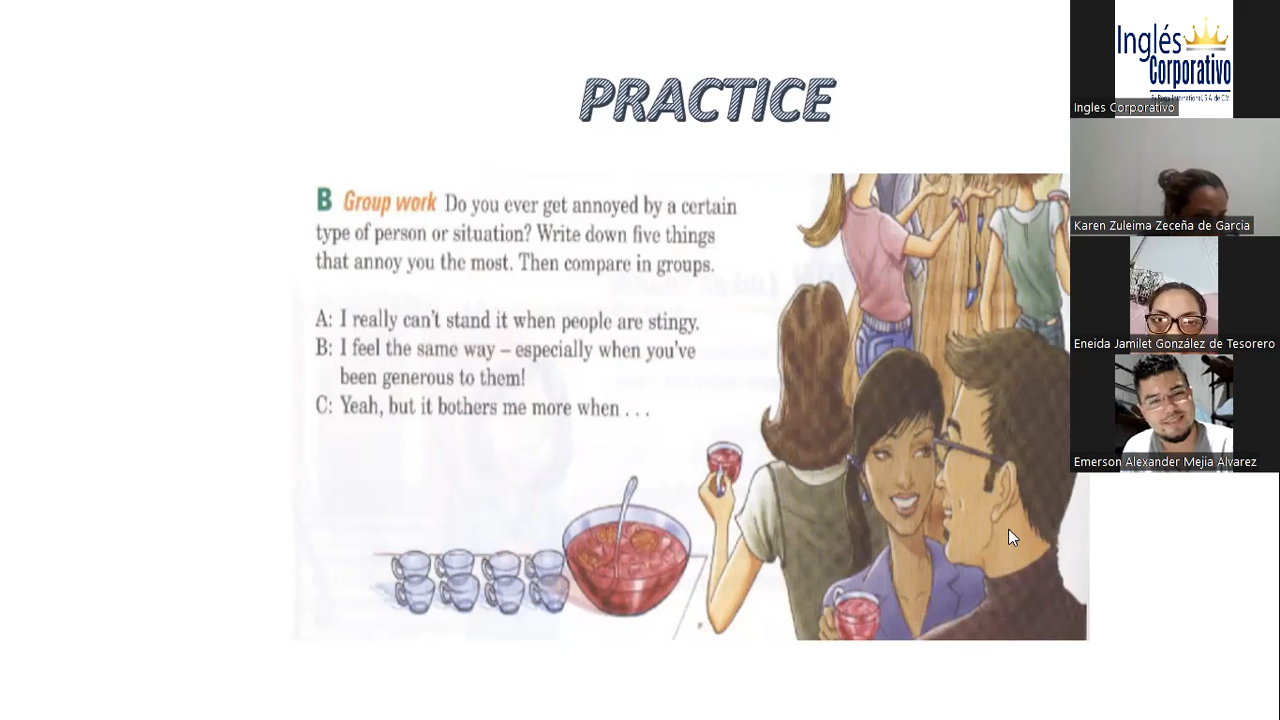 PRACTICE
B Group work Do you ever get annoyed by a certain
type of person or situation? Write down five things
that annoy you the most. Then compare in groups.
A: I really can't stand it when people are stingy.
B: I feel the same way – especially when you've
been generous to them!
C: Yeah, but it bothers me more when . . .
Inglés
Corporativo
Ingles Corporativo
Karen Zuleima Zeceña de Garcia
Eneida Jamilet González de Tesorero
Emerson Alexander Mejia Alvarez